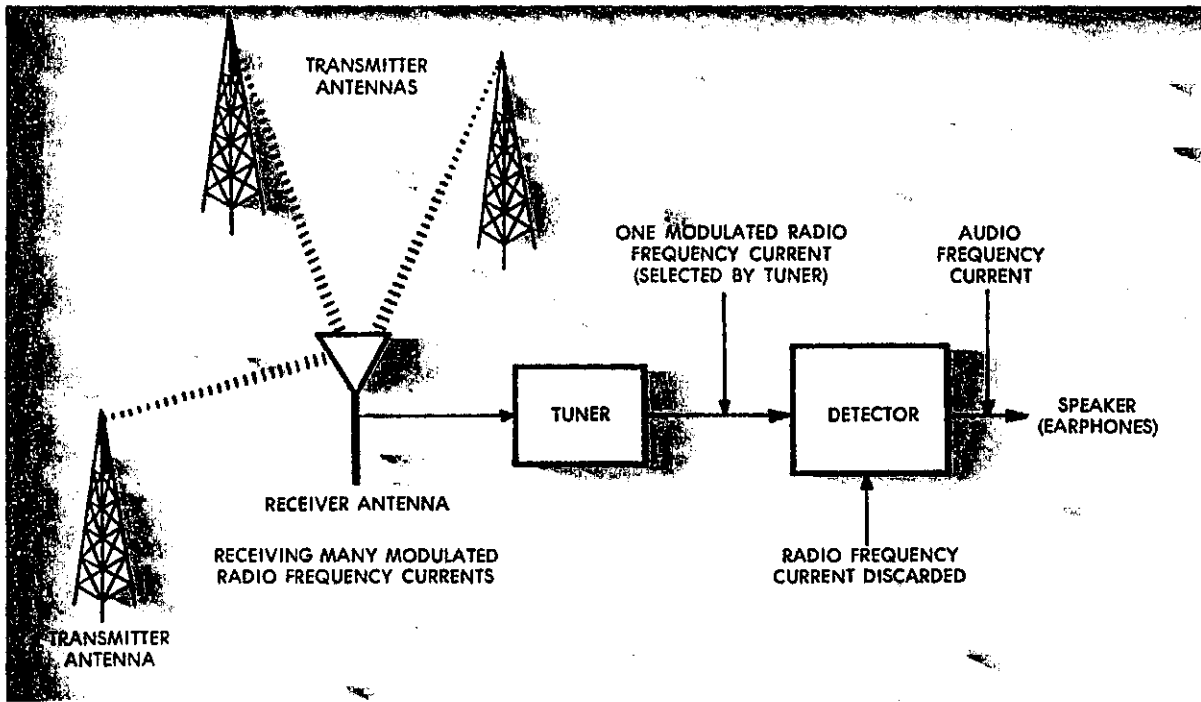 TRANSMITTER
ANTENNAS
ONE MODULATED RADIO
FREQUENCY CURRENT
(SELECTED BY TUNER)
AUDIO
FREQUENCY
CURRENT
TUNER
DETECTOR
SPEAKER
(EARPHONES)
RECEIVER ANTENNA
RECEIVING MANY MODULATED
RADIO FREQUENCY CURRENTS
RADIO FREQUENCY
CURRENT DISCARDED
TRANSMITTER
ANTENNA